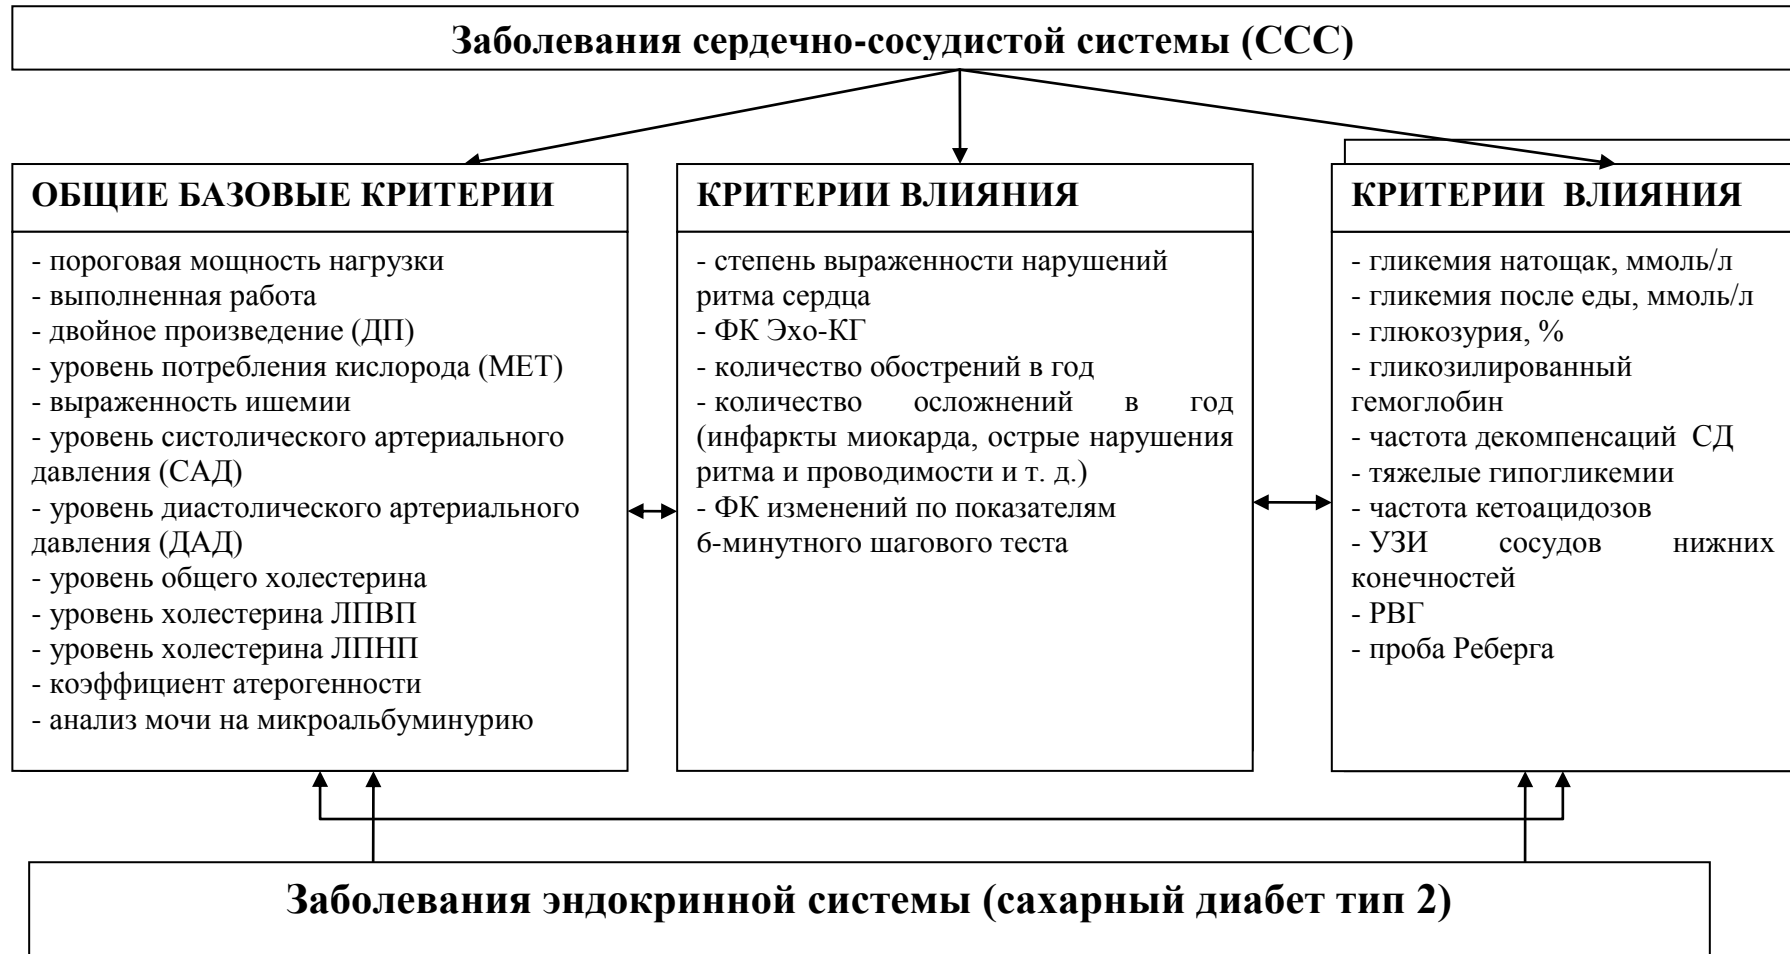 Заболевания сердечно-сосудистой системы (ССС)
ОБЩИЕ БАЗОВЫЕ КРИТЕРИИ
- пороговая мощность нагрузки
- выполненная работа
- двойное произведение (ДП)
- уровень потребления кислорода (МЕТ)
- выраженность ишемии
- уровень систолического артериального
давления (САД)
- уровень диастолического артериального
давления (ДАД)
- уровень общего холестерина
- уровень холестерина ЛПВП
- уровень холестерина ЛПНП
- коэффициент атерогенности
- анализ мочи на микроальбуминурию
КРИТЕРИИ ВЛИЯНИЯ
- степень выраженности нарушений
ритма сердца
- ФК Эхо-КГ
- количество обострений в год
- количество осложнений в год
(инфаркты миокарда, острые нарушения
ритма и проводимости и т. д.)
- ФК изменений по показателям
6-минутного шагового теста
КРИТЕРИИ ВЛИЯНИЯ
- гликемия натощак, ммоль/л
- гликемия после еды, ммоль/л
- глюкозурия, %
- гликозилированный
гемоглобин
- частота декомпенсаций СД
- тяжелые гипогликемии
- частота кетоацидозов
- УЗИ сосудов нижних
конечностей
- РВГ
- проба Реберга
Заболевания эндокринной системы (сахарный диабет тип 2)